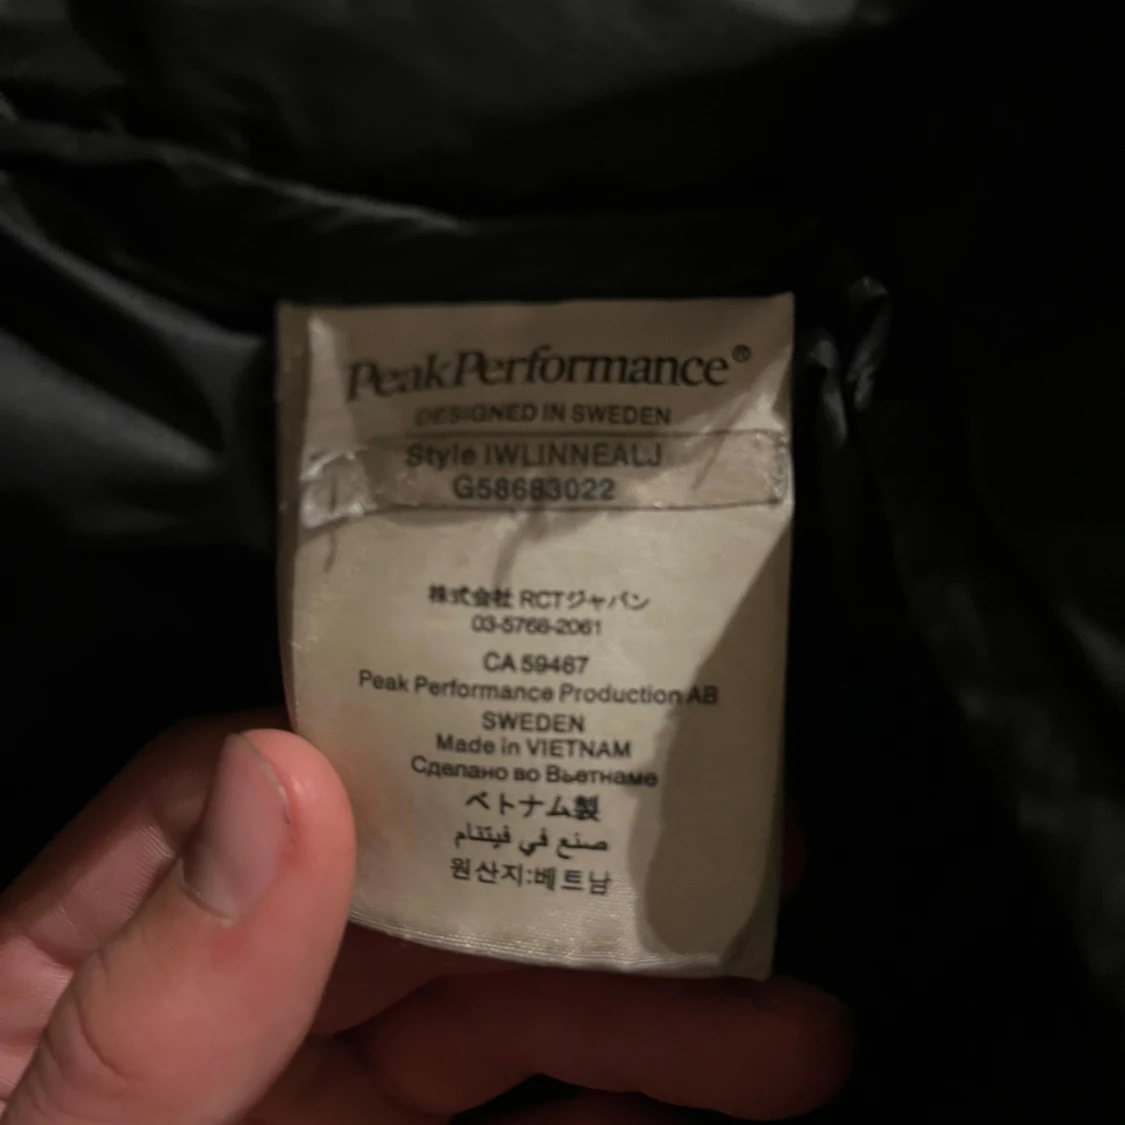 PeakPerformance®
DESIGNED IN SWEDEN
Style IWLINNEALJ
G58683022
株式会社 RCTジャパン
03-5766-2061
CA 59467
Peak Performance Production AB
SWEDEN
Made in VIETNAM
Сделано во Вьетнаме
ベトナム製
صنع في فيتنام
원산지:베트남